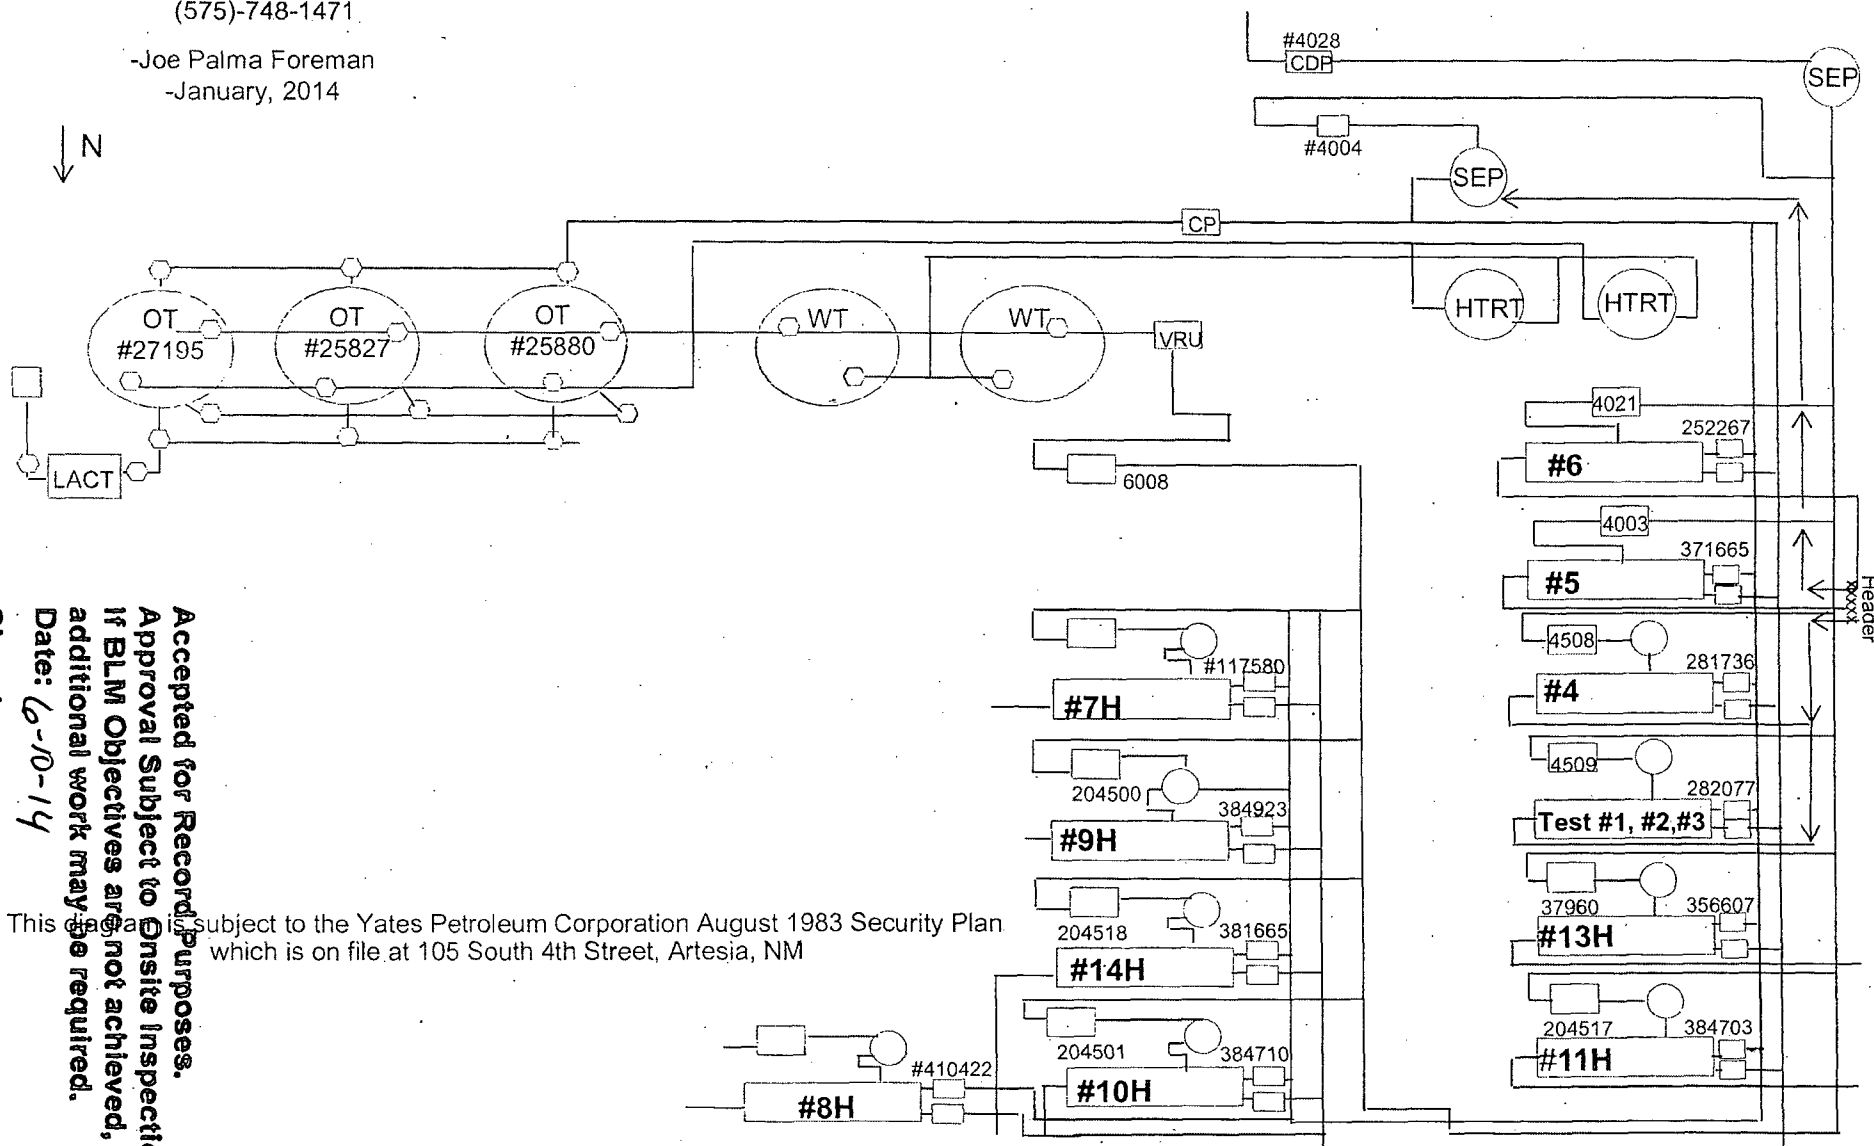 (575)-748-1471
-Joe Palma Foreman
-January, 2014
N
#4028
CDP
SEP
#4004
SEP
CP
OT
#27195
OT
#25827
OT
#25880
WT
WT
VRU
HTRT
HTRT
LACT
6008
4021
252267
#6
4003
371665
#5
Header
xxxxx
4508
281736
#4
4509
282077
Test #1, #2,#3
37960
356607
#13H
204517
384703
#11H
#117580
#7H
204500
384923
#9H
204518
381665
#14H
204501
384710
#10H
#410422
#8H
Accepted for Record Purposes.
Approval Subject to Onsite Inspecti
If BLM Objectives are not achieved,
additional work may be required.
Date: 6-10-14
This diagram is subject to the Yates Petroleum Corporation August 1983 Security Plan
which is on file at 105 South 4th Street, Artesia, NM